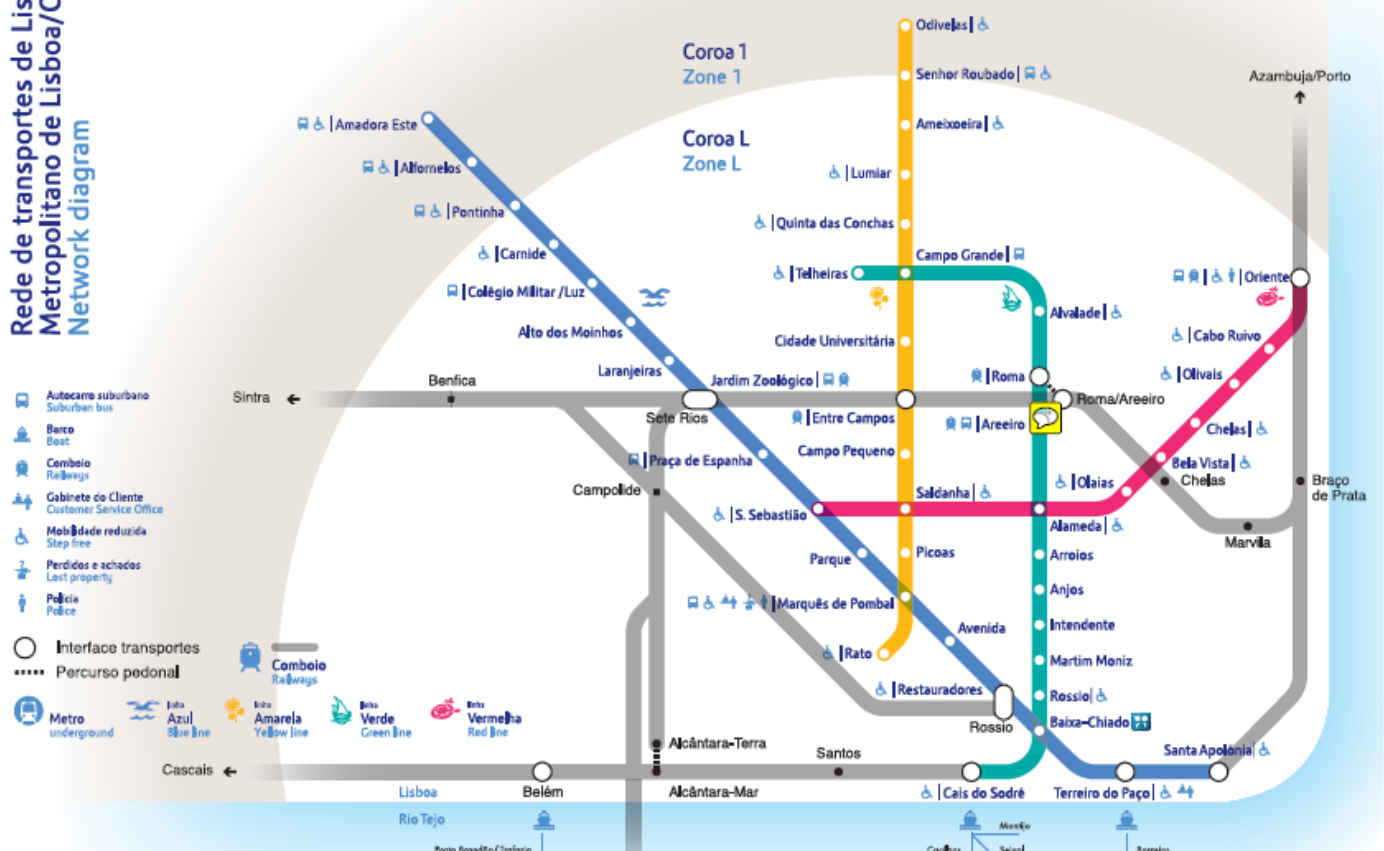 Rede de transportes de Lis
Metropolitano de Lisboa/C
Network diagram
Coroa 1
Zone 1
Coroa L
Zone L
Odivelas
Senhor Roubado
Ameixoeira
Lumiar
Quinta das Conchas
Campo Grande
Telheiras
Cidade Universitária
Entre Campos
Campo Pequeno
Saldanha
Picoas
Marquês de Pombal
Rato
Amadora Este
Alfornelos
Pontinha
Carnide
Colégio Militar /Luz
Alto dos Moinhos
Laranjeiras
Jardim Zoológico
Sete Rios
Praça de Espanha
S. Sebastião
Parque
Avenida
Restauradores
Rossio
Baixa-Chiado
Terreiro do Paço
Santa Apolónia
Alvalade
Roma
Roma/Areeiro
Areeiro
Alameda
Arroios
Anjos
Intendente
Martim Moniz
Rossio
Cais do Sodré
Azambuja/Porto
Oriente
Cabo Ruivo
Olivais
Chelas
Bela Vista
Chelas
Olaias
Braço
de Prata
Marvila
Sintra
Benfica
Campolide
Alcântara-Terra
Alcântara-Mar
Santos
Cascais
Belém
Lisboa
Rio Tejo
Autocarro suburbano
Suburban bus
Barco
Boat
Comboio
Railways
Gabinete do Cliente
Customer Service Office
Mobilidade reduzida
Step free
Perdidos e achados
Lost property
Polícia
Police
Interface transportes
Percurso pedonal
Comboio
Railways
Metro
underground
linha
Azul
Blue line
linha
Amarela
Yellow line
linha
Verde
Green line
linha
Vermelha
Red line
Montijo